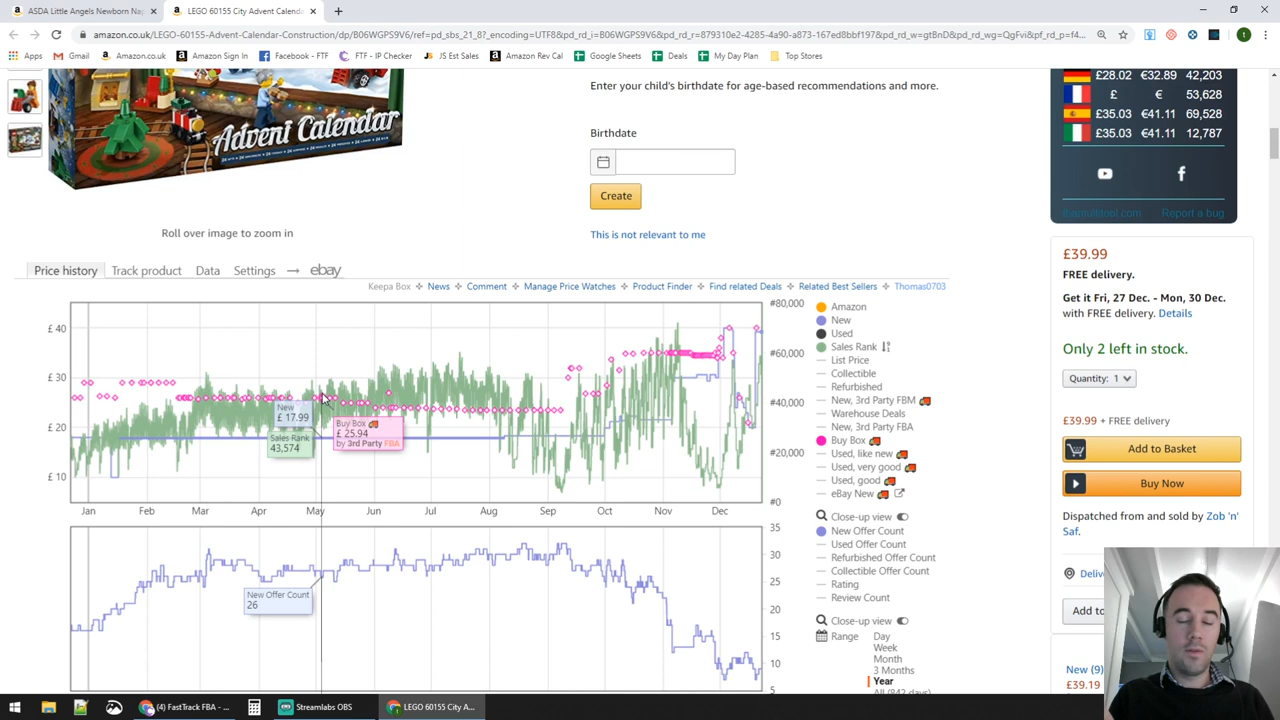 ASDA Little Angels Newborn Nap
LEGO 60155 City Advent Calenda
amazon.co.uk/LEGO-60155-Advent-Calendar-Construction/dp/B06WGPS9V6/ref=pd_sbs_21_8?_encoding=UTF8&pd_rd_i=B06WGPS9V6&pd_rd_r=879310e2-4285-4a90-a873-167ed8bbf197&pd_rd_w=gtBnD&pd_rd_wg=QgFvi&pf_rd_p=f4...
Apps Gmail Amazon.co.uk Amazon Sign In Facebook - FTF FTF - IP Checker JS Est Sales Amazon Rev Cal Google Sheets Deals My Day Plan Top Stores
Advent Calendar
Roll over image to zoom in
Enter your child's birthdate for age-based recommendations and more.
Birthdate
Create
This is not relevant to me
£28.02 €32.89 42,203
£ € 53,628
£35.03 €41.11 69,528
£35.03 €41.11 12,787
Report a bug
Price history Track product Data Settings → ebay
Keepa Box News Comment Manage Price Watches Product Finder Find related Deals Related Best Sellers Thomas0703
£ 40
£ 30
£ 20
£ 10
#80,000
#60,000
#40,000
#20,000
#0
New
£ 17.99
Sales Rank
43,574
Buy Box
£ 25.94
by 3rd Party FBA
Jan Feb Mar Apr May Jun Jul Aug Sep Oct Nov Dec
35
30
25
20
15
10
5
New Offer Count
26
Amazon
New
Used
Sales Rank
List Price
Collectible
Refurbished
New, 3rd Party FBM
Warehouse Deals
New, 3rd Party FBA
Buy Box
Used, like new
Used, very good
Used, good
eBay New
Close-up view
New Offer Count
Used Offer Count
Refurbished Offer Count
Collectible Offer Count
Rating
Review Count
Close-up view
Range Day
Week
Month
3 Months
Year
All (842 days)
£39.99
FREE delivery.
Get it Fri, 27 Dec. - Mon, 30 Dec.
with FREE delivery. Details
Only 2 left in stock.
Quantity: 1
£39.99 + FREE delivery
Add to Basket
Buy Now
Dispatched from and sold by Zob 'n'
Saf.
Deliv
Add to
New (9)
£39.19
(4) FastTrack FBA - ... Streamlabs OBS LEGO 60155 City A...